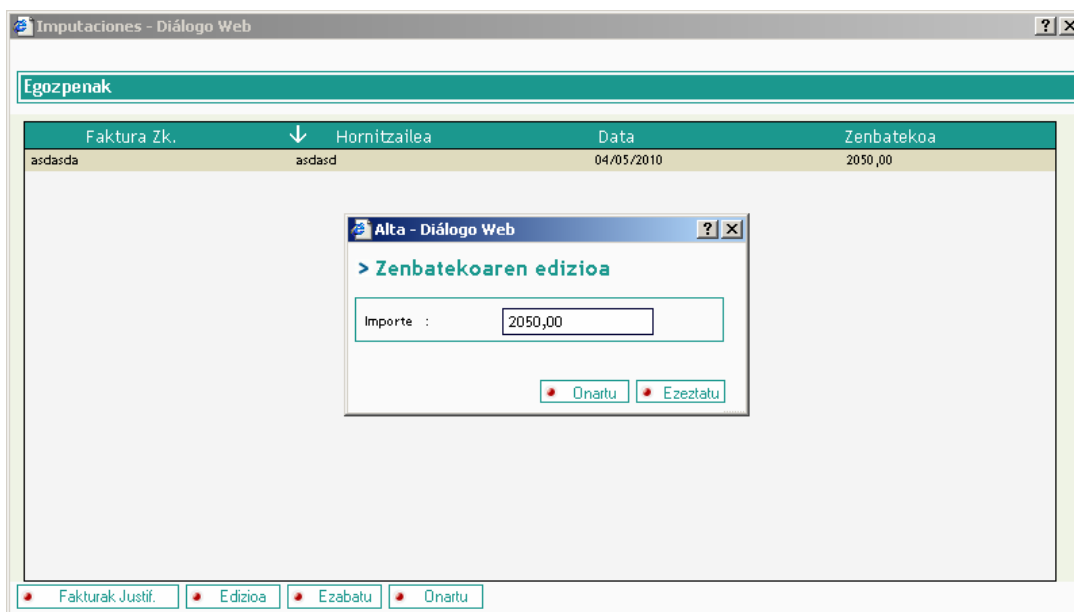 Imputaciones - Diálogo Web
Egozpenak
Faktura Zk. Hornitzailea Data Zenbatekoa
asdasda asdasd 04/05/2010 2050,00
Alta - Diálogo Web
> Zenbatekoaren edizioa
Importe : 2050,00
Onartu Ezeztatu
Fakturak Justif. Edizioa Ezabatu Onartu